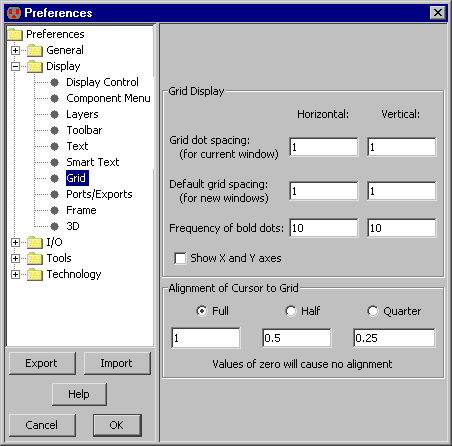 Preferences
Preferences
General
Display
Display Control
Component Menu
Layers
Toolbar
Text
Smart Text
Grid
Ports/Exports
Frame
3D
I/O
Tools
Technology
Export Import
Help
Cancel OK
Grid Display
Horizontal: Vertical:
Grid dot spacing:
(for current window) 1 1
Default grid spacing:
(for new windows) 1 1
Frequency of bold dots: 10 10
Show X and Y axes
Alignment of Cursor to Grid
Full Half Quarter
1 0.5 0.25
Values of zero will cause no alignment